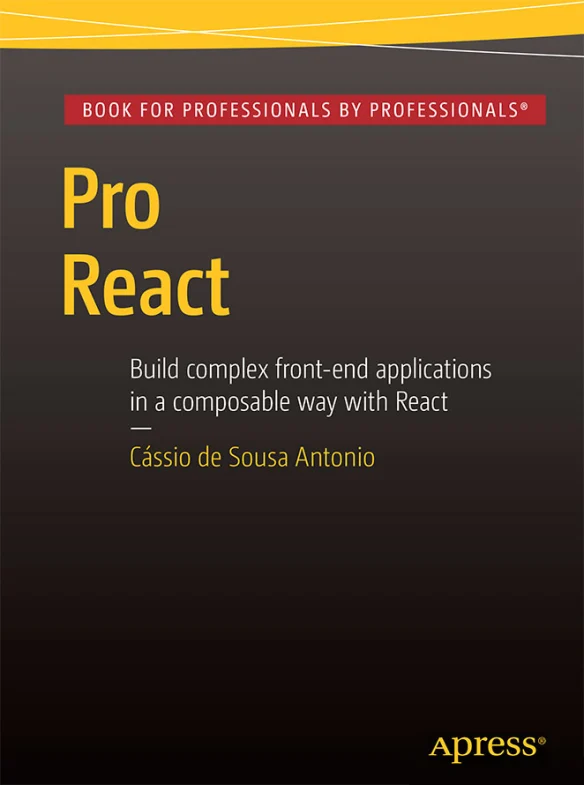 BOOK FOR PROFESSIONALS BY PROFESSIONALS®
Pro
React
Build complex front-end applications
in a composable way with React
—
Cássio de Sousa Antonio
Apress®